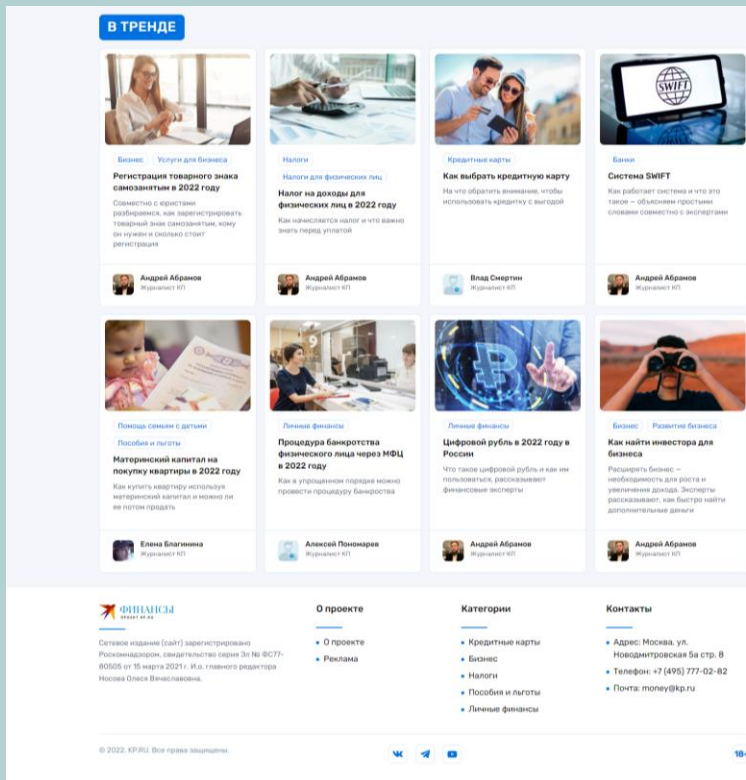 В ТРЕНДЕ
Бизнес Услуги для бизнеса
Регистрация товарного знака
самозанятым в 2022 году
Совместно с юристами
разбираемся, как зарегистрировать
товарный знак самозанятым, кому
он нужен и сколько стоит
регистрация
Андрей Абрамов
Журналист КП
Налоги
Налоги для физических лиц
Налог на доходы для
физических лиц в 2022 году
Как начисляется налог и что важно
знать перед уплатой
Андрей Абрамов
Журналист КП
Кредитные карты
Как выбрать кредитную карту
На что обратить внимание, чтобы
использовать кредитку с выгодой
Влад Смертин
Журналист КП
SWIFT
Банки
Система SWIFT
Как работает система и что это
такое — объясняем простыми
словами совместно с экспертами
Андрей Абрамов
Журналист КП
Помощь семьям с детьми
Пособия и льготы
Материнский капитал на
покупку квартиры в 2022 году
Как купить квартиру используя
материнский капитал и можно ли
ее потом продать
Елена Благинина
Журналист КП
9
Личные финансы
Процедура банкротства
физического лица через МФЦ
в 2022 году
Как в упрощенном порядке можно
провести процедуру банкроства
Алексей Пономарев
Журналист КП
Личные финансы
Цифровой рубль в 2022 году в
России
Что такое цифровой рубль и как им
пользоваться, рассказывают
финансовые эксперты
Андрей Абрамов
Журналист КП
Бизнес Развитие бизнеса
Как найти инвестора для
бизнеса
Расширять бизнес —
необходимость для роста и
увеличения дохода. Эксперты
рассказывают, как быстро найти
дополнительные деньги
Андрей Абрамов
Журналист КП
ФИНАНСЫ
ПРОЕКТ KP.RU
Сетевое издание (сайт) зарегистрировано
Роскомнадзором, свидетельство серия Эл № ФС77-
80505 от 15 марта 2021 г. И.о. главного редактора
Носова Олеся Вячеславовна.
О проекте
О проекте
Реклама
Категории
Кредитные карты
Бизнес
Налоги
Пособия и льготы
Личные финансы
Контакты
Адрес: Москва, ул.
Новодмитровская 5а стр. 8
Телефон: +7 (495) 777-02-82
Почта: money@kp.ru
© 2022. KP.RU. Все права защищены.
18+